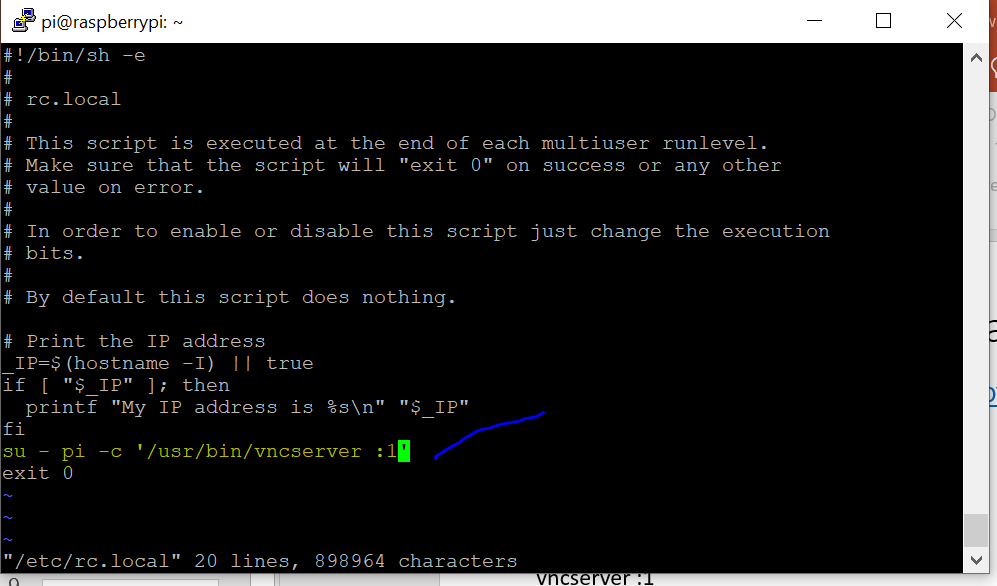 pi@raspberrypi: ~
#!/bin/sh -e
#
# rc.local
#
# This script is executed at the end of each multiuser runlevel.
# Make sure that the script will "exit 0" on success or any other
# value on error.
#
# In order to enable or disable this script just change the execution
# bits.
#
# By default this script does nothing.
# Print the IP address
_IP=$(hostname -I) || true
if [ "$_IP" ]; then
  printf "My IP address is %s\n" "$_IP"
fi
su - pi -c '/usr/bin/vncserver :1'
exit 0
~
~
~
"/etc/rc.local" 20 lines, 898964 characters
vncserver :1